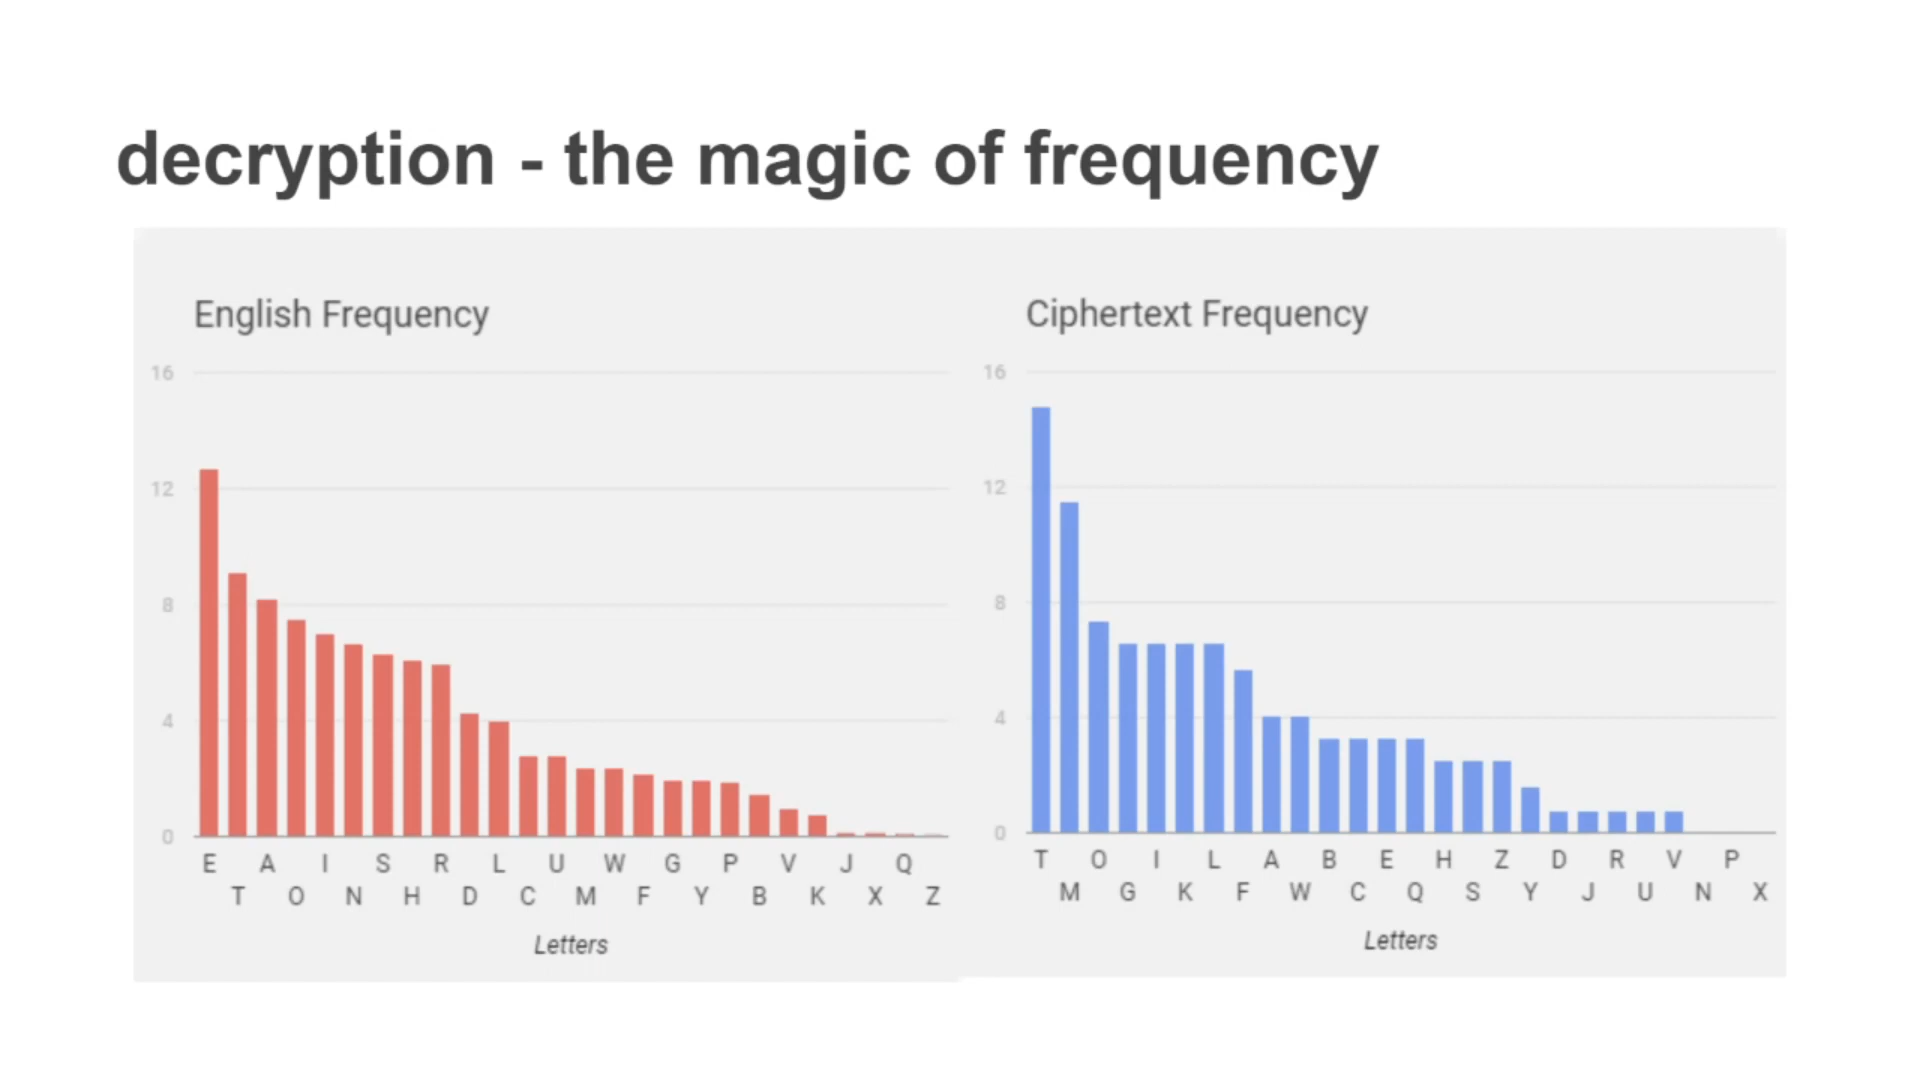 decryption - the magic of frequency
English Frequency
16
12
8
4
0
E A I S R L U W G P V J Q
T O N H D C M F Y B K X Z
Letters
Ciphertext Frequency
16
12
8
4
0
T O I L A B E H Z D R V P
M G K F W C Q S Y J U N X
Letters